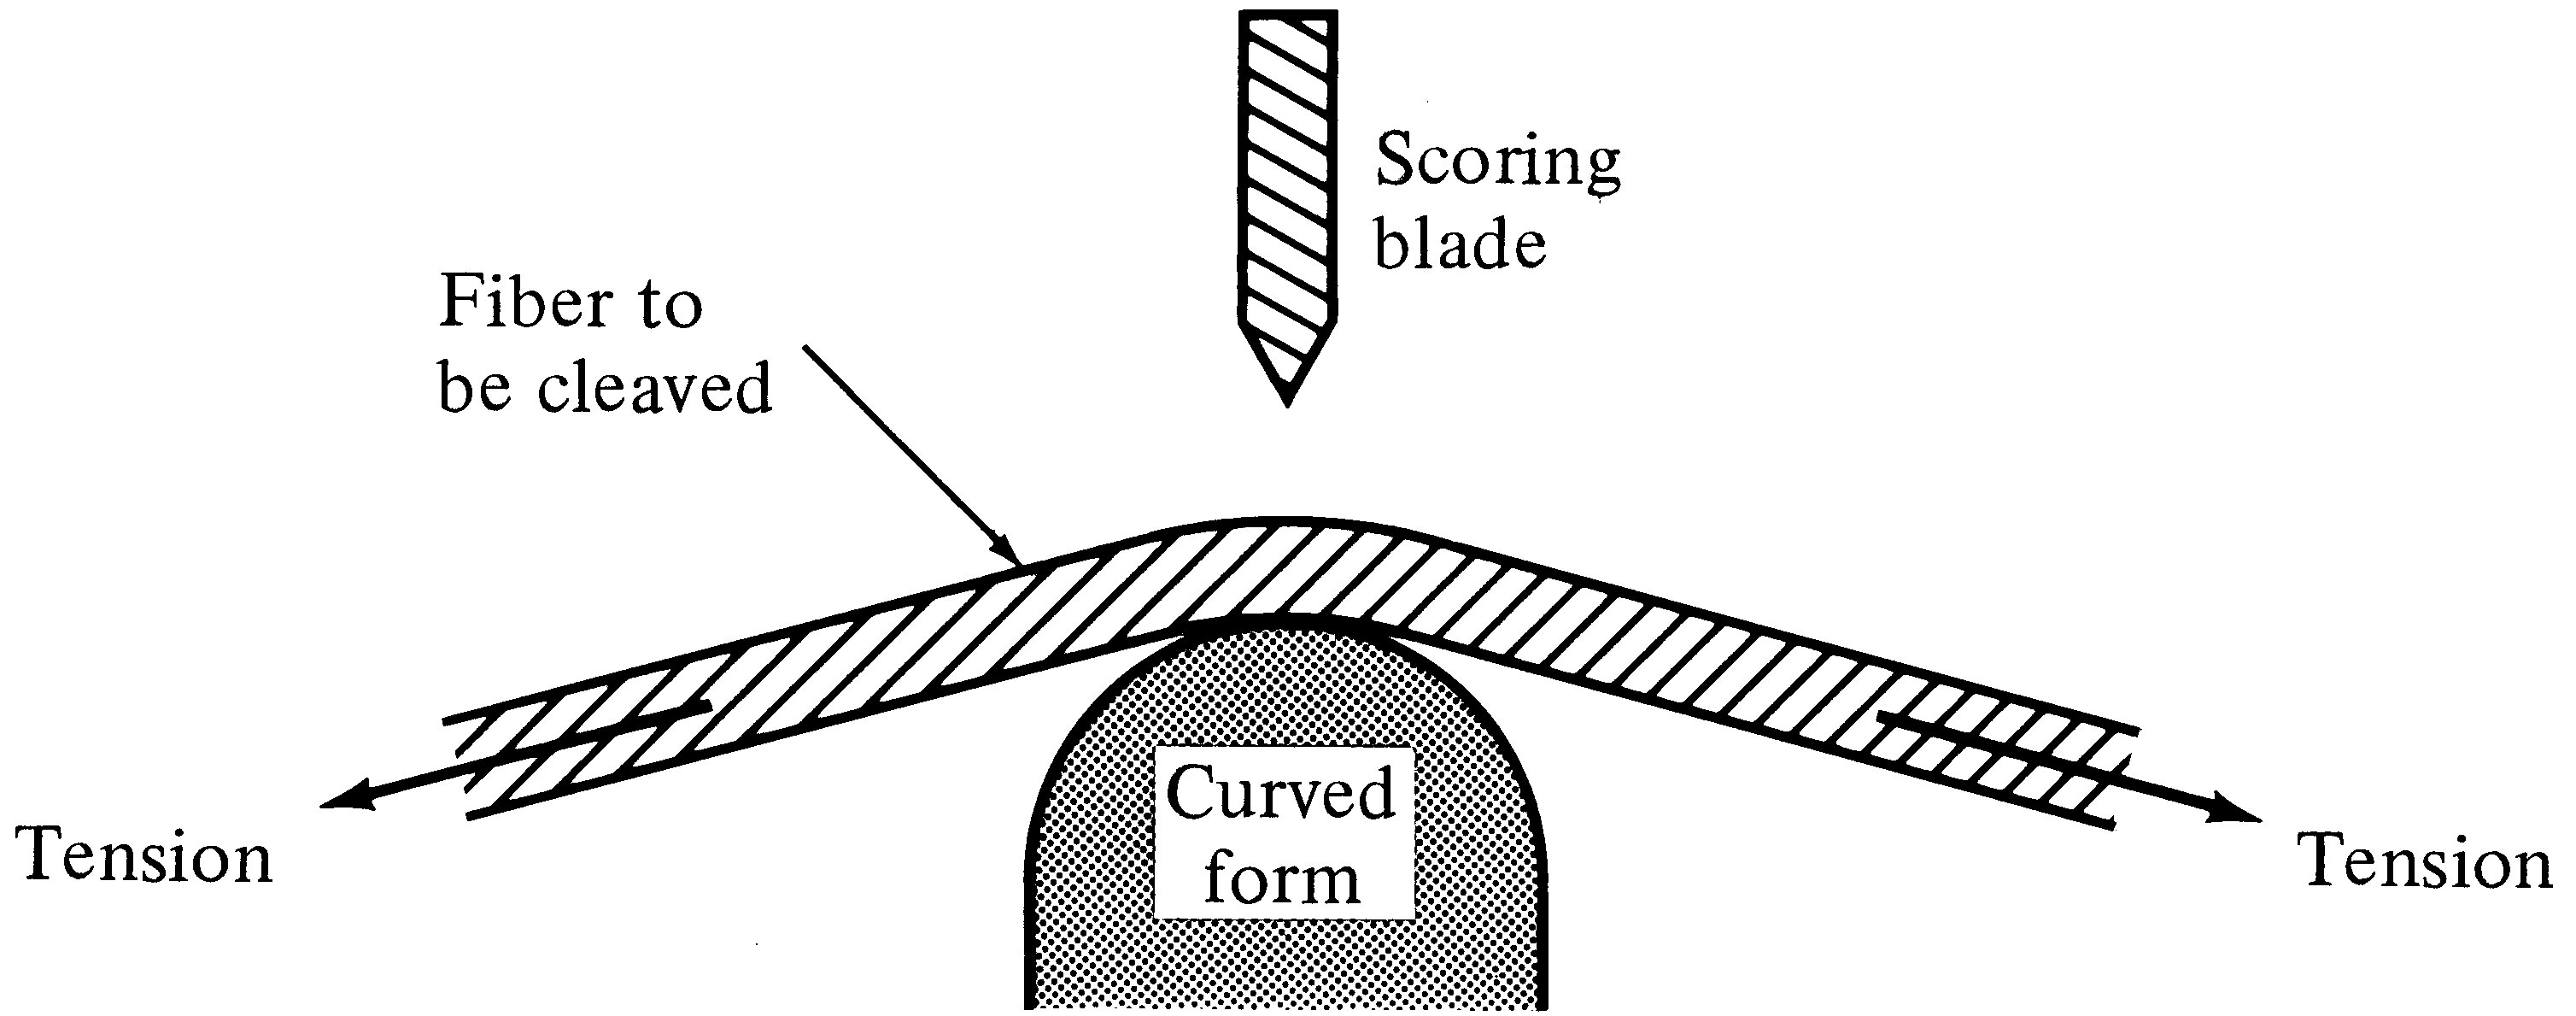 Scoring
blade
Fiber to
be cleaved
Curved
form
Tension
Tension